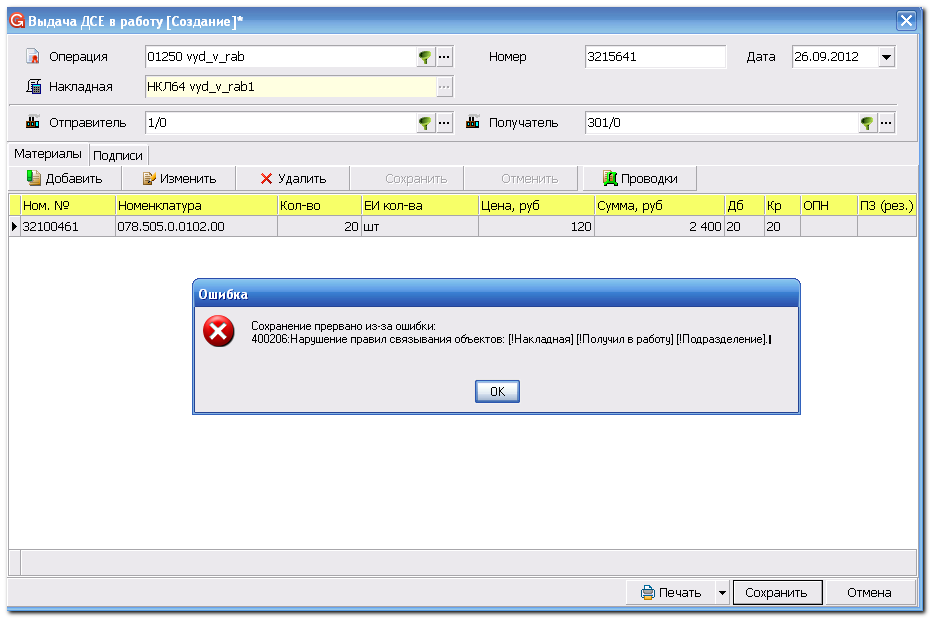 Выдача ДСЕ в работу [Создание]*
Операция 01250 vyd_v_rab ... Номер 3215641 Дата 26.09.2012
Накладная НКЛ64 vyd_v_rab1 ...
Отправитель 1/0 ... Получатель 301/0 ...
Материалы Подписи
Добавить Изменить Удалить Сохранить Отменить Проводки
Ном. № Номенклатура Кол-во ЕИ кол-ва Цена, руб Сумма, руб Дб Кр ОПН ПЗ (рез.)
32100461 078.505.0.0102.00 20 шт 120 2 400 20 20
Ошибка
Сохранение прервано из-за ошибки:
400206:Нарушение правил связывания объектов: [!Накладная] [!Получил в работу] [!Подразделение].
OK
Печать Сохранить Отмена